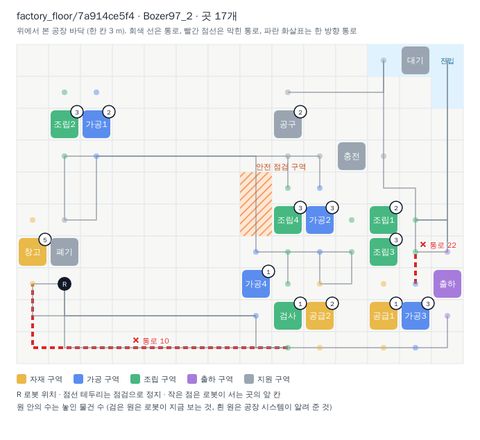 factory_floor/7a914ce5f4 · Bozer97_2 · 곳 17개
위에서 본 공장 바닥 (한 칸 3 m). 회색 선은 통로, 빨간 점선은 막힌 통로, 파란 화살표는 한 방향 통로
대기
진입
3
2
조립2
가공1
2
공구
충전
안전 점검 구역
3
3
2
조립4
가공2
조립1
5
3
창고
폐기
조립3
✕ 통로 22
R
1
가공4
출하
1
2
1
3
검사
공급2
공급1
가공3
✕ 통로 10
자재 구역
가공 구역
조립 구역
출하 구역
지원 구역
R 로봇 위치 · 점선 테두리는 점검으로 정지 · 작은 점은 로봇이 서는 곳의 앞 칸
원 안의 수는 놓인 물건 수 (검은 원은 로봇이 지금 보는 것, 흰 원은 공장 시스템이 알려 준 것)